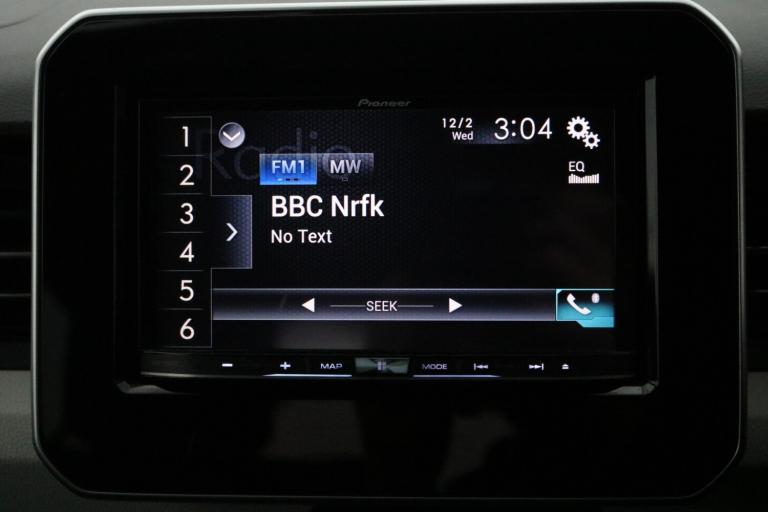 Pioneer
1
2
3
4
5
6
Radio
12/2
Wed
3:04
FM1
MW
EQ
BBC Nrfk
No Text
SEEK
MAP
MODE